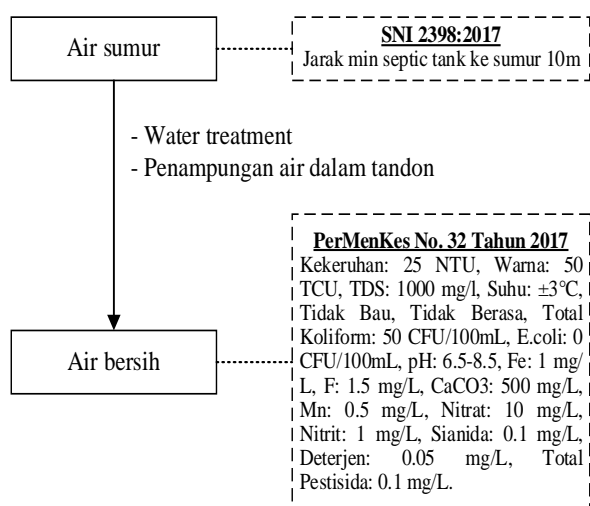 Air sumur
SNI 2398:2017
Jarak min septic tank ke sumur 10m
- Water treatment
- Penampungan air dalam tandon
Air bersih
PerMenKes No. 32 Tahun 2017
Kekeruhan: 25 NTU, Warna: 50
TCU, TDS: 1000 mg/l, Suhu: ±3°C,
Tidak Bau, Tidak Berasa, Total
Koliform: 50 CFU/100mL, E.coli: 0
CFU/100mL, pH: 6.5-8.5, Fe: 1 mg/
L, F: 1.5 mg/L, CaCO3: 500 mg/L,
Mn: 0.5 mg/L, Nitrat: 10 mg/L,
Nitrit: 1 mg/L, Sianida: 0.1 mg/L,
Deterjen: 0.05 mg/L, Total
Pestisida: 0.1 mg/L.